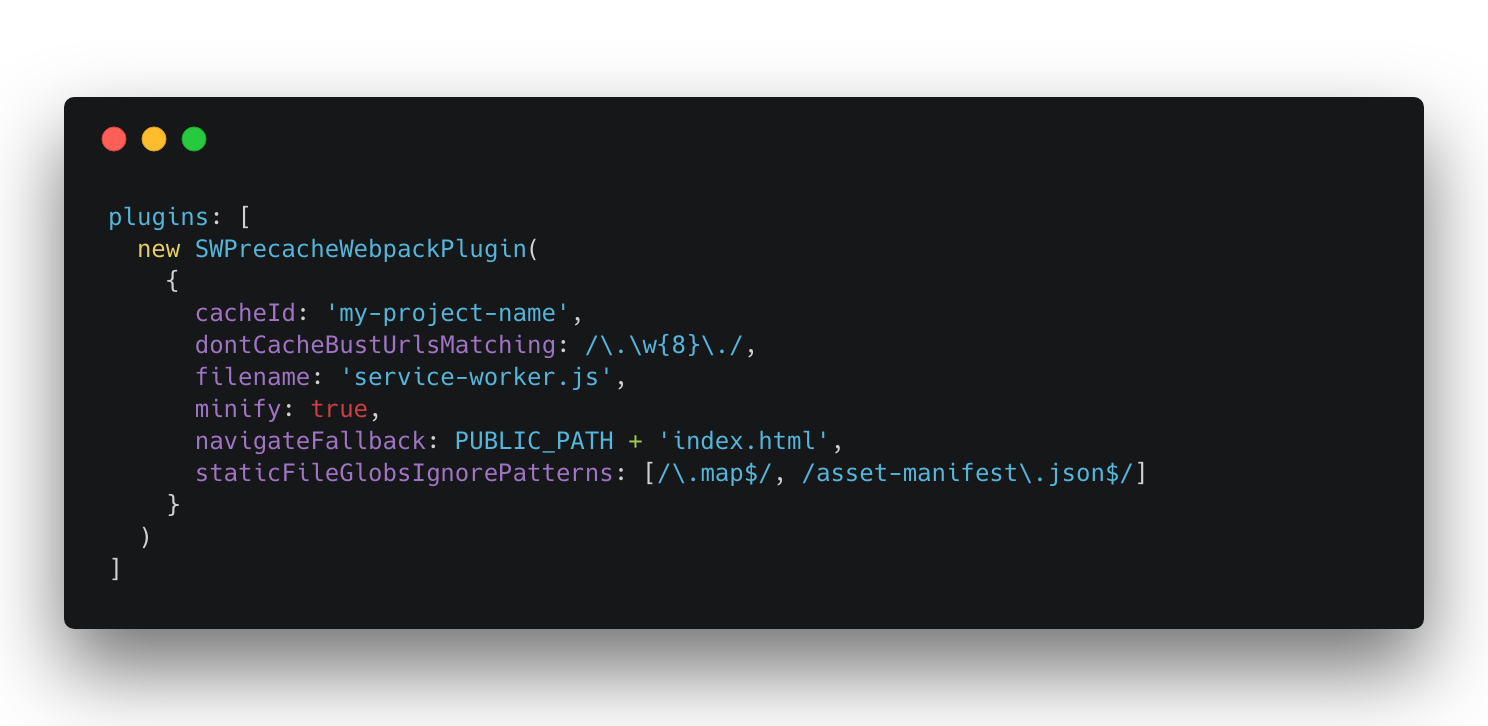 plugins: [
  new SWPrecacheWebpackPlugin(
    {
      cacheId: 'my-project-name',
      dontCacheBustUrlsMatching: /\.\w{8}\./,
      filename: 'service-worker.js',
      minify: true,
      navigateFallback: PUBLIC_PATH + 'index.html',
      staticFileGlobsIgnorePatterns: [/\.map$/, /asset-manifest\.json$/]
    }
  )
]